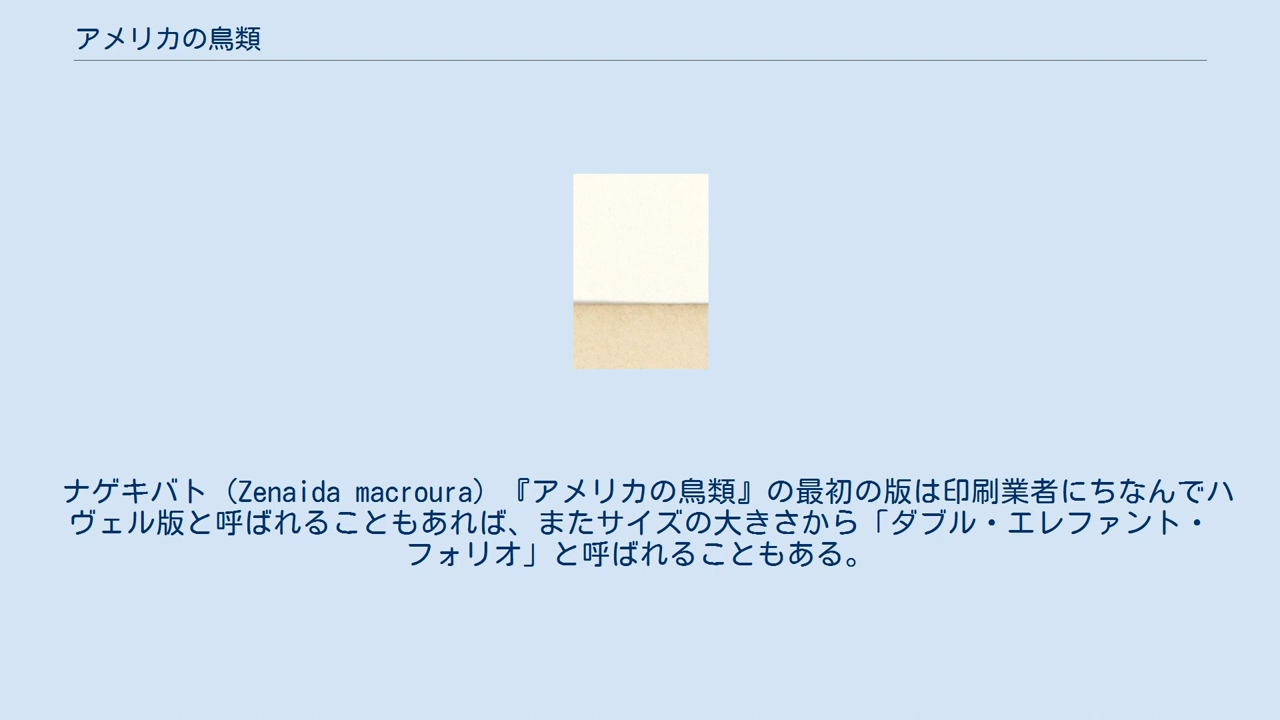 アメリカの鳥類
ナゲキバト（Zenaida macroura）『アメリカの鳥類』の最初の版は印刷業者にちなんでハ
ヴェル版と呼ばれることもあれば、またサイズの大きさから「ダブル・エレファント・
フォリオ」と呼ばれることもある。